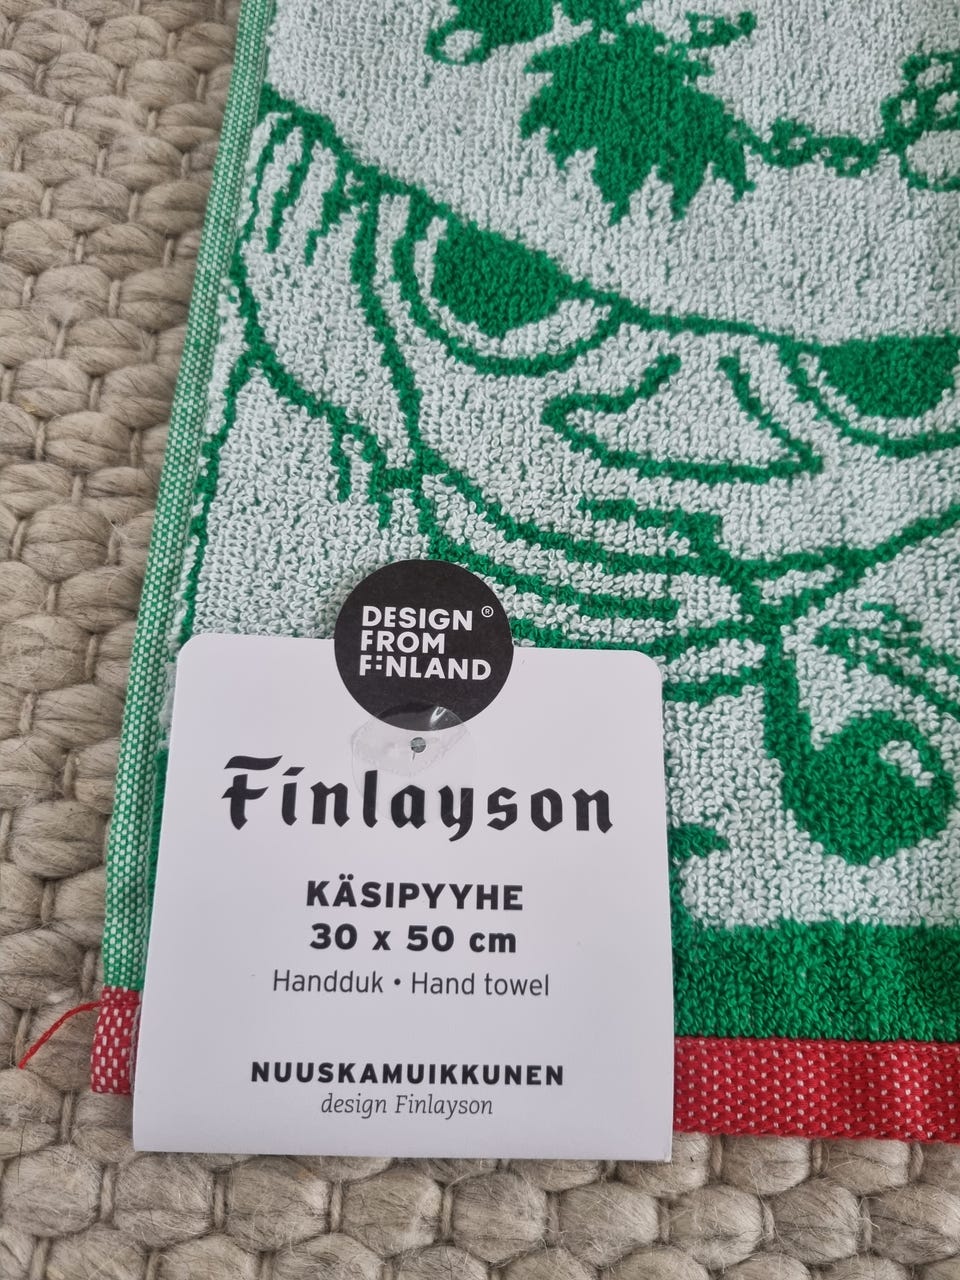 DESIGN ®
FROM
FINLAND
Finlayson
KÄSIPYYHE
30 x 50 cm
Handduk • Hand towel
NUUSKAMUIKKUNEN
design Finlayson